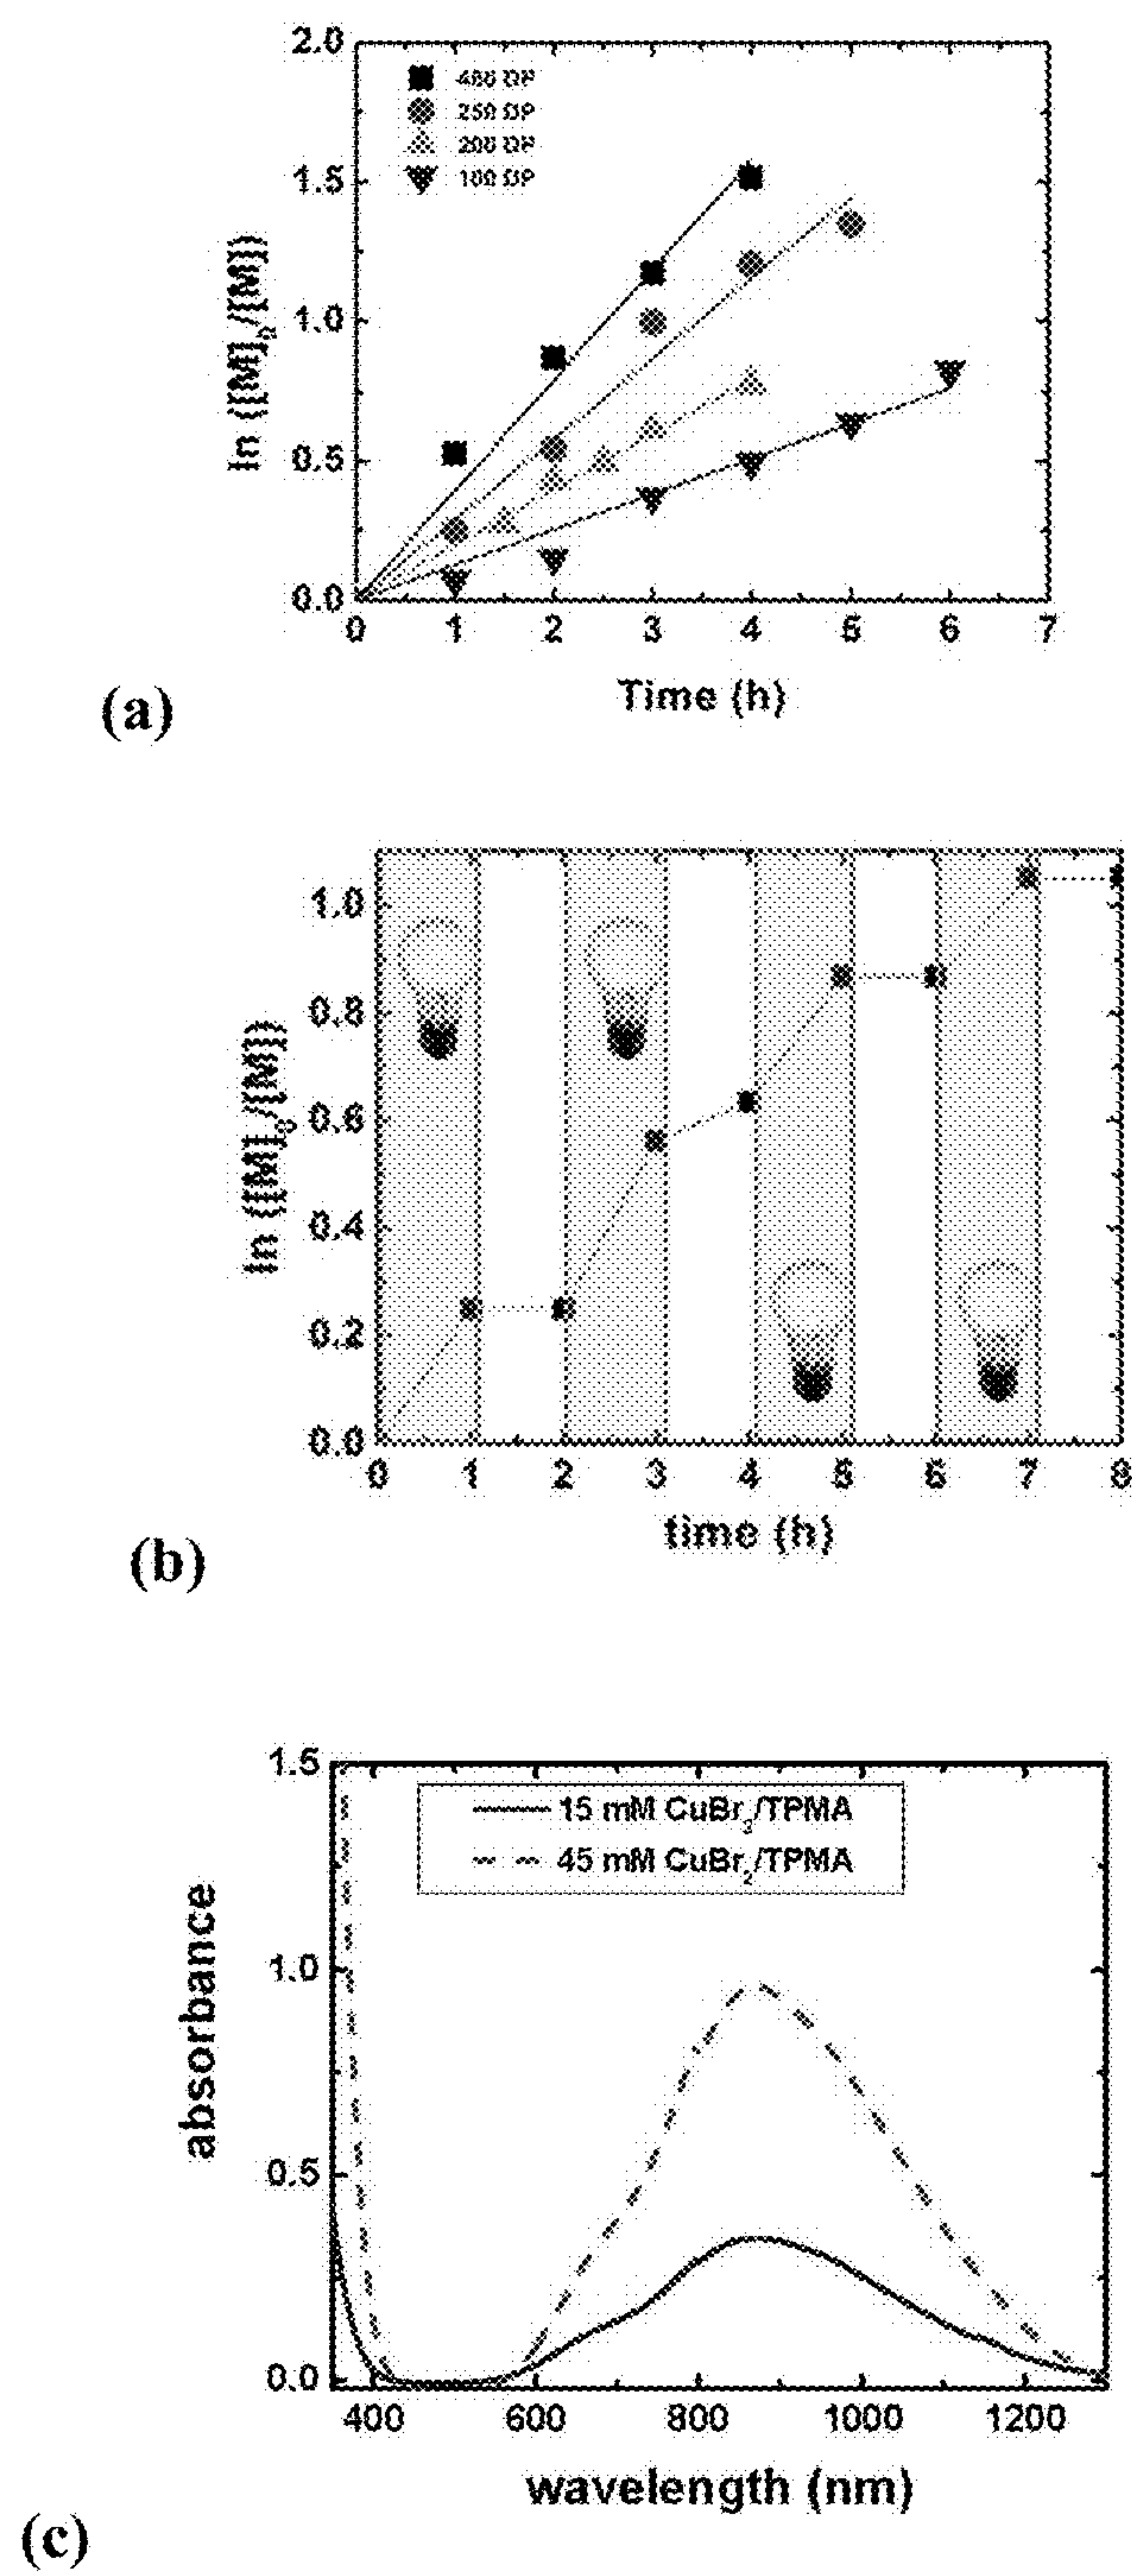 2.0
1.5
1.0
0.5
0.0
400 DP
250 DP
200 DP
100 DP
ln ([M]0/[M])
0 1 2 3 4 5 6 7
Time (h)
(a)
1.0
0.8
0.6
0.4
0.2
0.0
ln ([M]0/[M])
0 1 2 3 4 5 6 7 8
time (h)
(b)
1.5
1.0
0.5
0.0
15 mM CuBr2/TPMA
45 mM CuBr2/TPMA
absorbance
400 600 800 1000 1200
wavelength (nm)
(c)